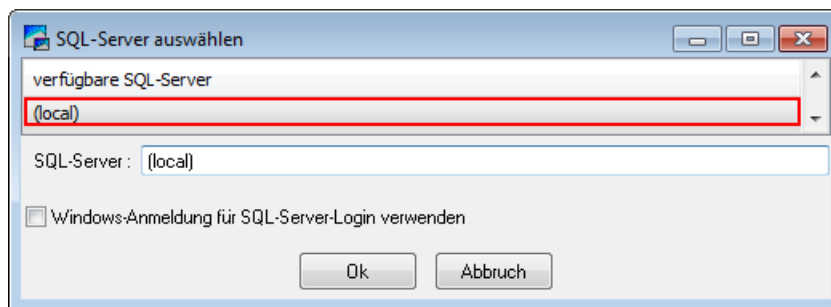 SQL-Server auswählen
verfügbare SQL-Server
(local)
SQL-Server : (local)
Windows-Anmeldung für SQL-Server-Login verwenden
Ok Abbruch